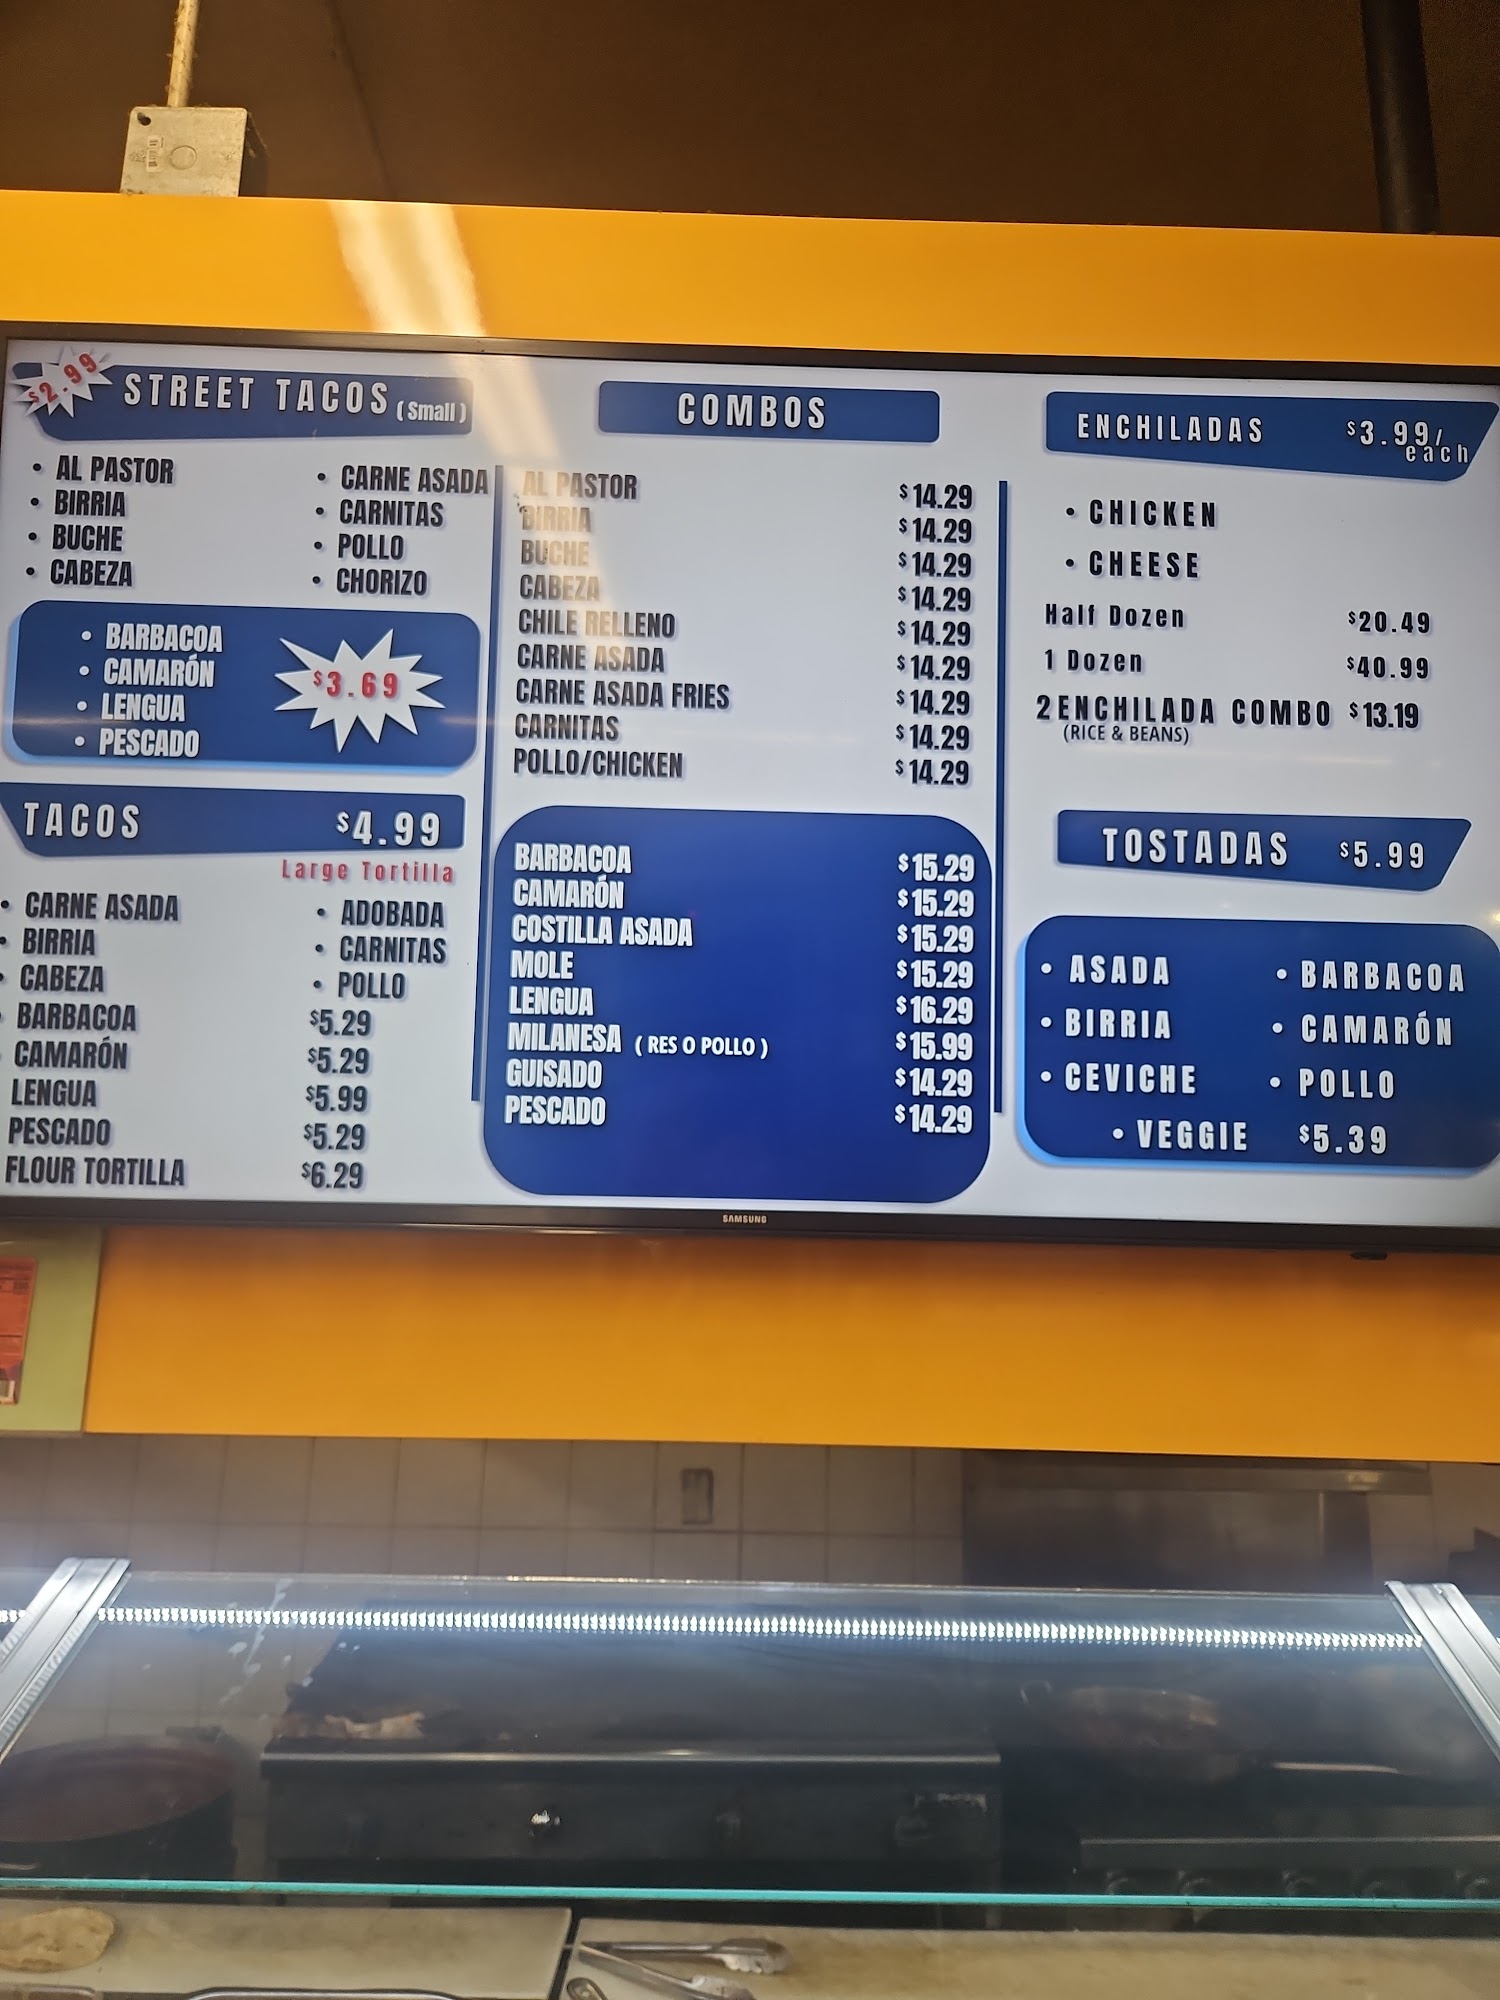 $2.99 STREET TACOS (Small)
• AL PASTOR
• BIRRIA
• BUCHE
• CABEZA
• CARNE ASADA
• CARNITAS
• POLLO
• CHORIZO
• BARBACOA
• CAMARÓN
• LENGUA
• PESCADO
$3.69
TACOS $4.99
Large Tortilla
• CARNE ASADA
• BIRRIA
• CABEZA
• ADOBADA
• CARNITAS
• POLLO
BARBACOA $5.29
CAMARÓN $5.29
LENGUA $5.99
PESCADO $5.29
FLOUR TORTILLA $6.29
COMBOS
AL PASTOR $14.29
BIRRIA $14.29
BUCHE $14.29
CABEZA $14.29
CHILE RELLENO $14.29
CARNE ASADA $14.29
CARNE ASADA FRIES $14.29
CARNITAS $14.29
POLLO/CHICKEN $14.29
BARBACOA $15.29
CAMARÓN $15.29
COSTILLA ASADA $15.29
MOLE $15.29
LENGUA $16.29
MILANESA ( RES O POLLO ) $15.99
GUISADO $14.29
PESCADO $14.29
ENCHILADAS $3.99/
each
• CHICKEN
• CHEESE
Half Dozen $20.49
1 Dozen $40.99
2 ENCHILADA COMBO $13.19
(RICE & BEANS)
TOSTADAS $5.99
• ASADA
• BIRRIA
• CEVICHE
• BARBACOA
• CAMARÓN
• POLLO
• VEGGIE $5.39
SAMSUNG